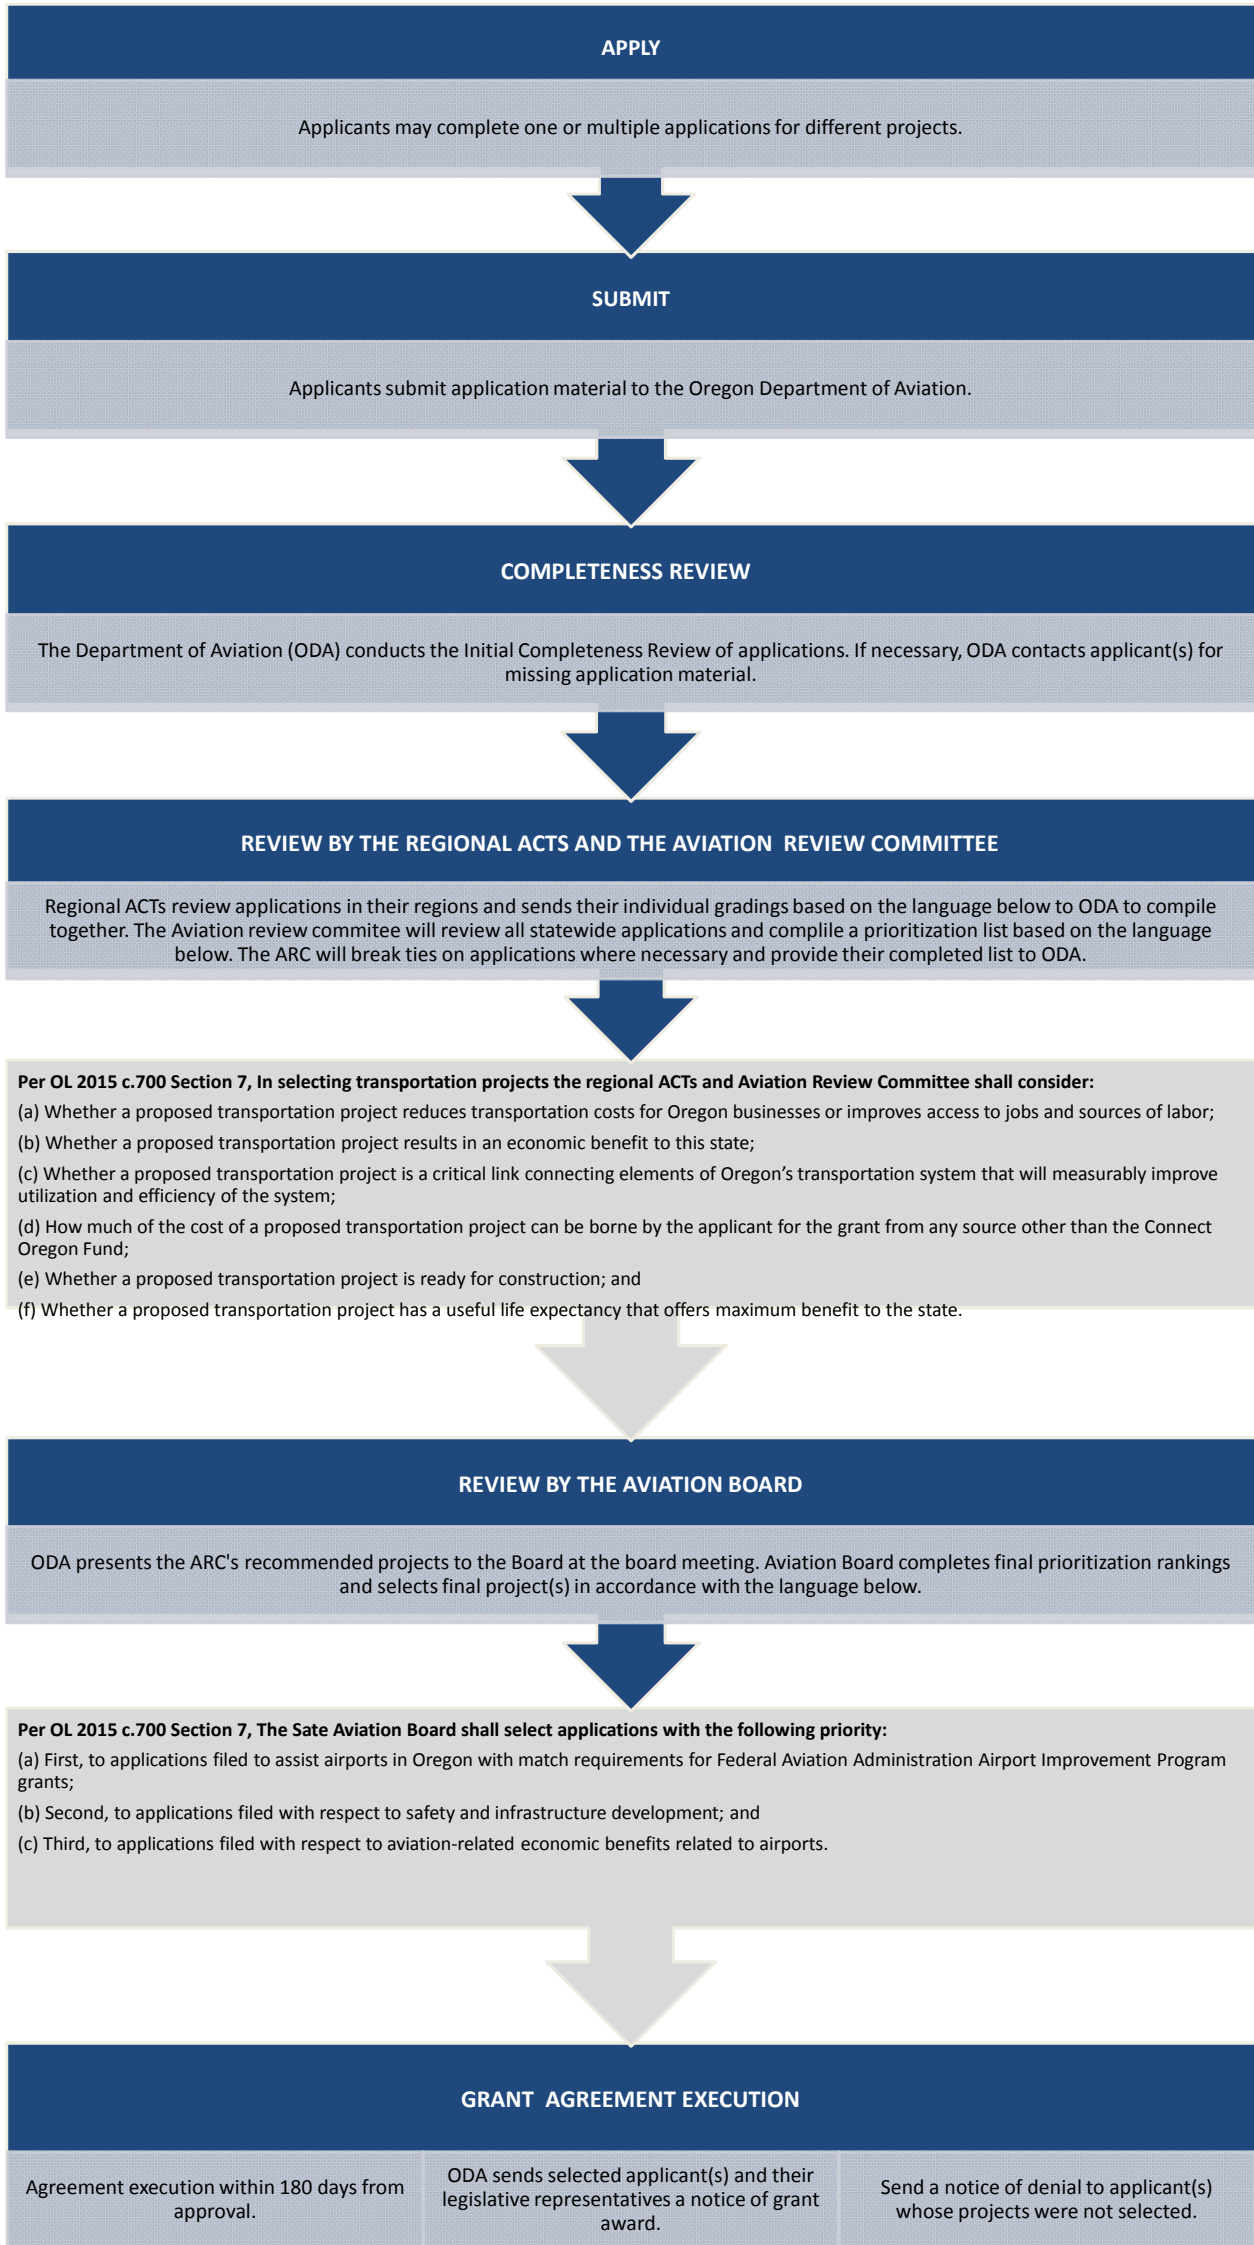 APPLY
Applicants may complete one or multiple applications for different projects.
SUBMIT
Applicants submit application material to the Oregon Department of Aviation.
COMPLETENESS REVIEW
The Department of Aviation (ODA) conducts the Initial Completeness Review of applications. If necessary, ODA contacts applicant(s) for
missing application material.
REVIEW BY THE REGIONAL ACTS AND THE AVIATION REVIEW COMMITTEE
Regional ACTs review applications in their regions and sends their individual gradings based on the language below to ODA to compile
together. The Aviation review commitee will review all statewide applications and complile a prioritization list based on the language
below. The ARC will break ties on applications where necessary and provide their completed list to ODA.
Per OL 2015 c.700 Section 7, In selecting transportation projects the regional ACTs and Aviation Review Committee shall consider:
(a) Whether a proposed transportation project reduces transportation costs for Oregon businesses or improves access to jobs and sources of labor;
(b) Whether a proposed transportation project results in an economic benefit to this state;
(c) Whether a proposed transportation project is a critical link connecting elements of Oregon's transportation system that will measurably improve
utilization and efficiency of the system;
(d) How much of the cost of a proposed transportation project can be borne by the applicant for the grant from any source other than the Connect
Oregon Fund;
(e) Whether a proposed transportation project is ready for construction; and
(f) Whether a proposed transportation project has a useful life expectancy that offers maximum benefit to the state.
REVIEW BY THE AVIATION BOARD
ODA presents the ARC's recommended projects to the Board at the board meeting. Aviation Board completes final prioritization rankings
and selects final project(s) in accordance with the language below.
Per OL 2015 c.700 Section 7, The Sate Aviation Board shall select applications with the following priority:
(a) First, to applications filed to assist airports in Oregon with match requirements for Federal Aviation Administration Airport Improvement Program
grants;
(b) Second, to applications filed with respect to safety and infrastructure development; and
(c) Third, to applications filed with respect to aviation-related economic benefits related to airports.
GRANT AGREEMENT EXECUTION
Agreement execution within 180 days from
approval.
ODA sends selected applicant(s) and their
legislative representatives a notice of grant
award.
Send a notice of denial to applicant(s)
whose projects were not selected.